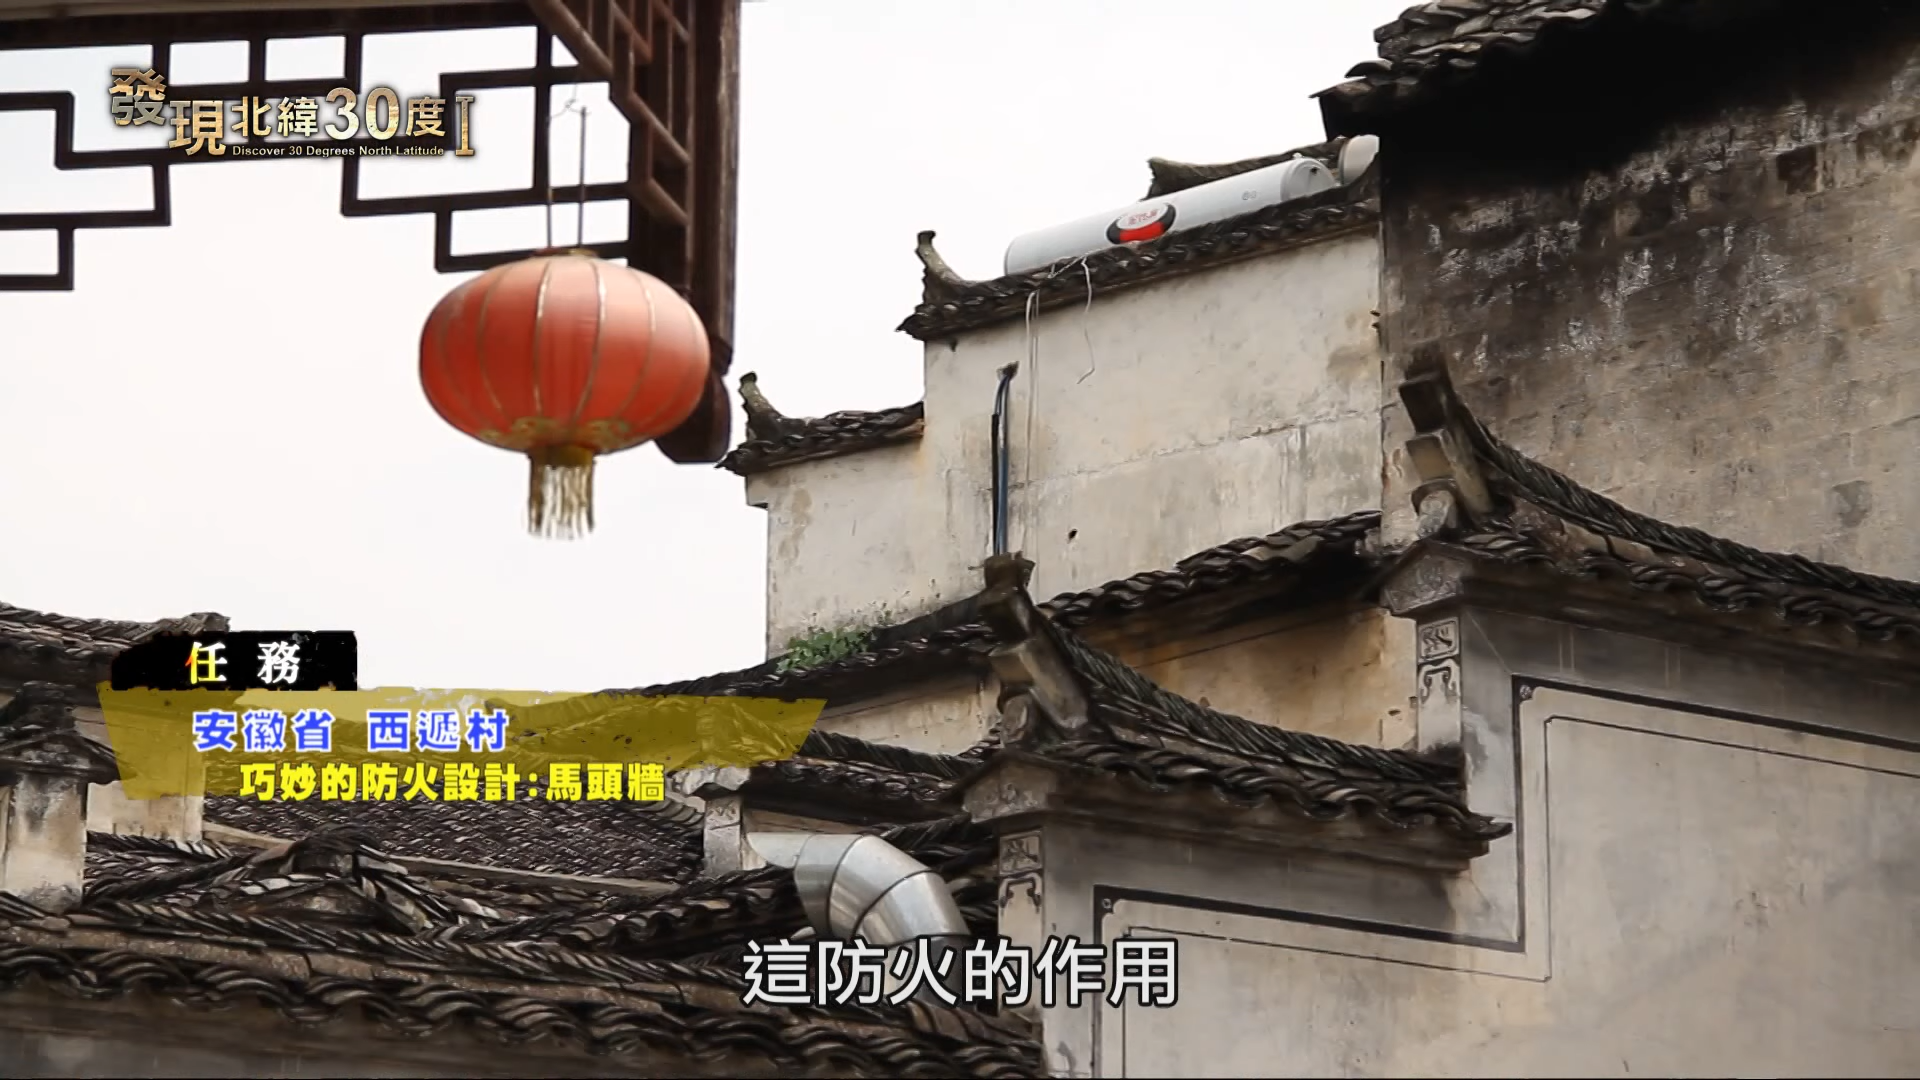 發現北緯30度I
Discover 30 Degrees North Latitude
任務
安徽省 西遞村
巧妙的防火設計:馬頭牆
這防火的作用